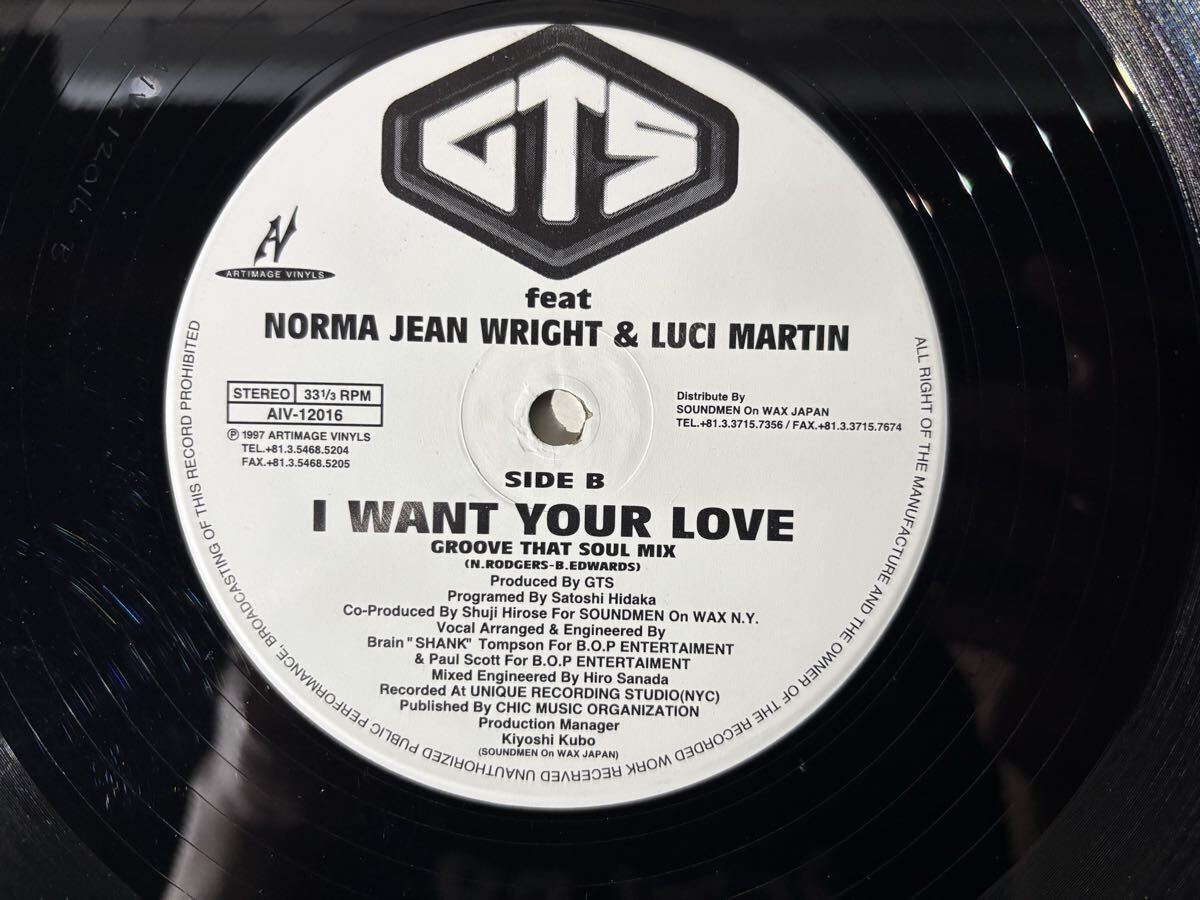 GTS
AV
ARTIMAGE VINYLS
feat
NORMA JEAN WRIGHT & LUCI MARTIN
STEREO 33 1/3 RPM
AIV-12016
Ⓟ 1997 ARTIMAGE VINYLS
TEL.+81.3.5468.5204
FAX.+81.3.5468.5205
Distribute By
SOUNDMEN On WAX JAPAN
TEL.+81.3.3715.7356 / FAX.+81.3.3715.7674
SIDE B
I WANT YOUR LOVE
GROOVE THAT SOUL MIX
(N.RODGERS-B.EDWARDS)
Produced By GTS
Programed By Satoshi Hidaka
Co-Produced By Shuji Hirose For SOUNDMEN On WAX N.Y.
Vocal Arranged & Engineered By
Brain "SHANK" Tompson For B.O.P ENTERTAIMENT
& Paul Scott For B.O.P ENTERTAIMENT
Mixed Engineered By Hiro Sanada
Recorded At UNIQUE RECORDING STUDIO(NYC)
Published By CHIC MUSIC ORGANIZATION
Production Manager
Kiyoshi Kubo
(SOUNDMEN On WAX JAPAN)
ALL RIGHT OF THE MANUFACTURE AND THE OWNER OF THE RECORDED WORK RECERVED UNAUTHORIZED PUBLIC PERFORMANCE, BROADCASTING OF THIS RECORD PROHIBITED